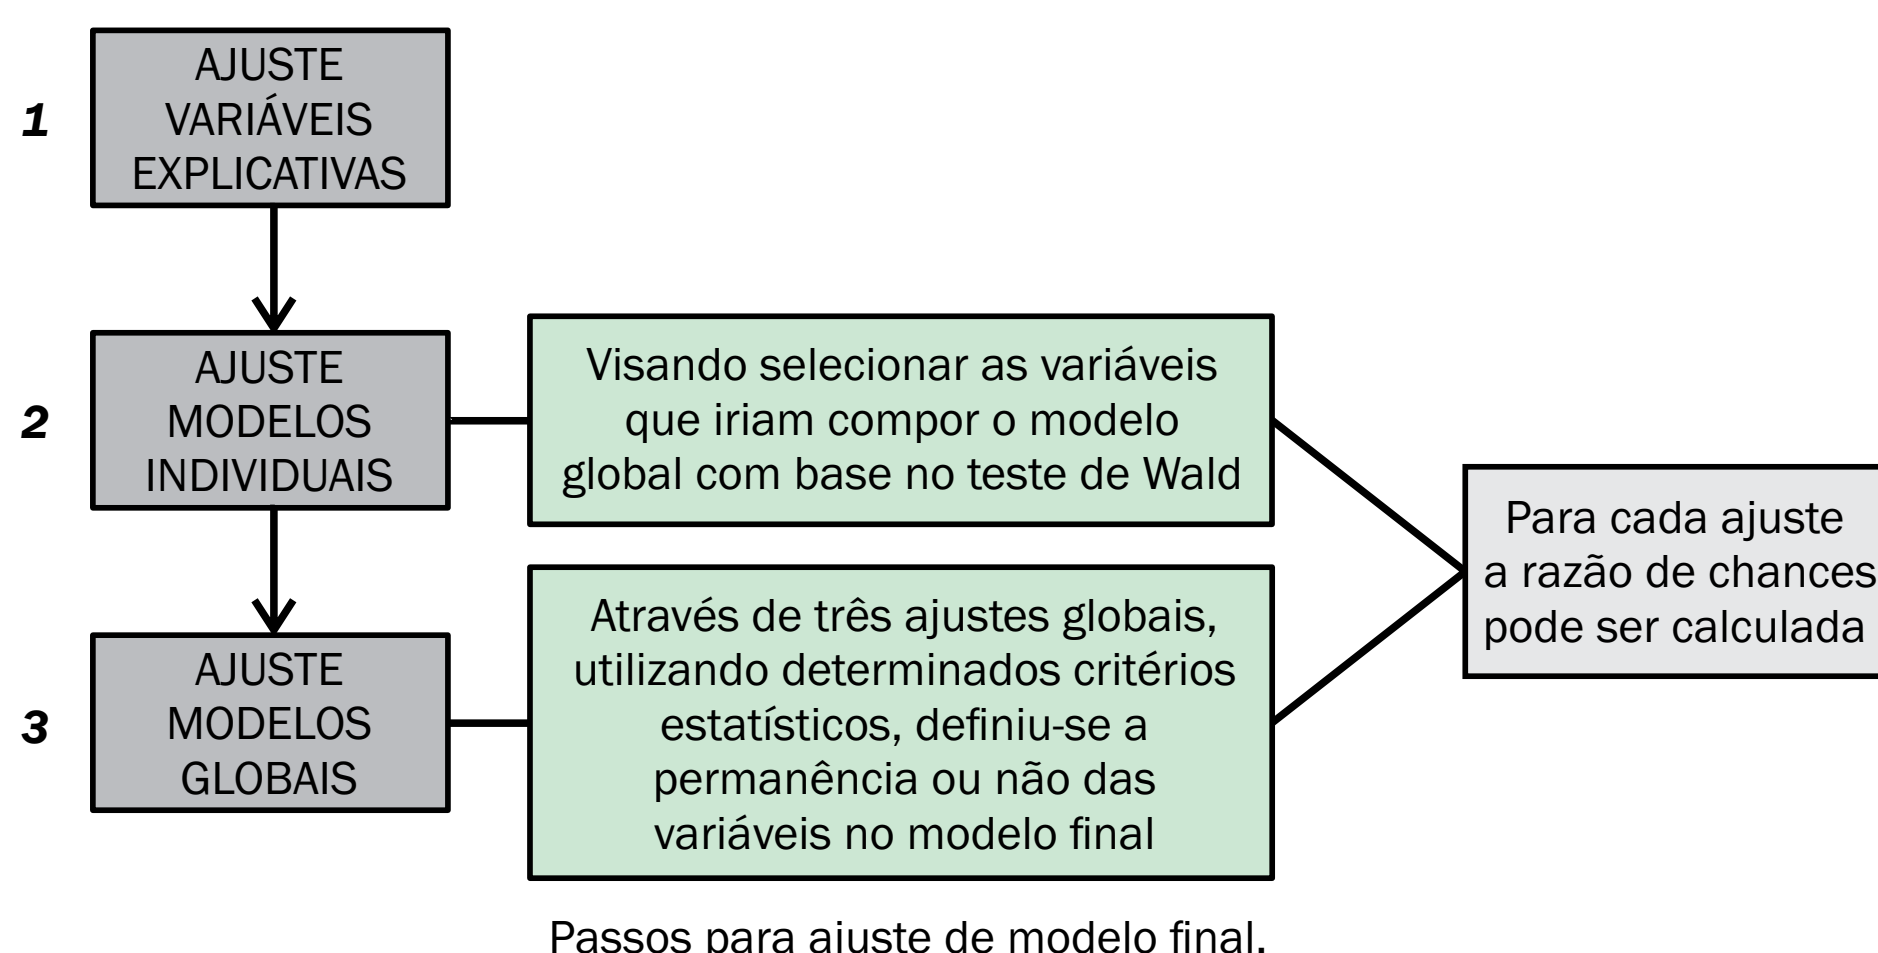 1
AJUSTE
VARIÁVEIS
EXPLICATIVAS
2
AJUSTE
MODELOS
INDIVIDUAIS
Visando selecionar as variáveis
que iriam compor o modelo
global com base no teste de Wald
3
AJUSTE
MODELOS
GLOBAIS
Através de três ajustes globais,
utilizando determinados critérios
estatísticos, definiu-se a
permanência ou não das
variáveis no modelo final
Para cada ajuste
a razão de chances
pode ser calculada
Passos para ajuste de modelo final.